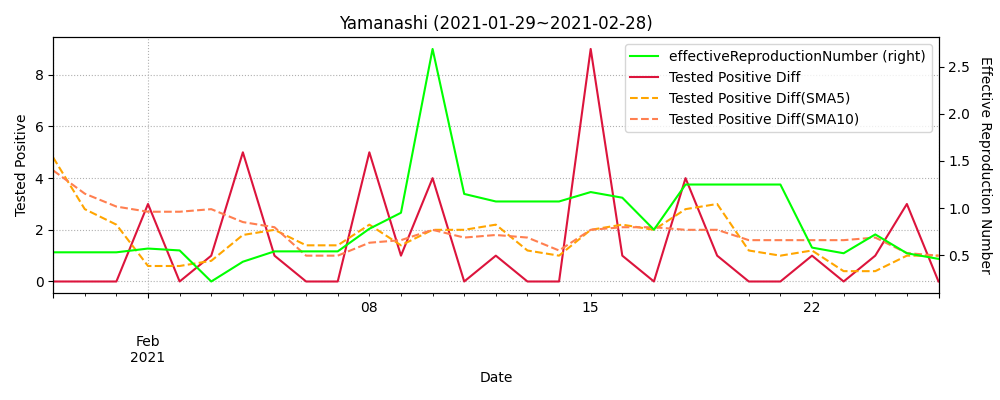 Yamanashi (2021-01-29~2021-02-28)
effectiveReproductionNumber (right)
Tested Positive Diff
Tested Positive Diff(SMA5)
Tested Positive Diff(SMA10)
Tested Positive
8
6
4
2
0
Effective Reproduction Number
2.5
2.0
1.5
1.0
0.5
08
15
22
Feb
2021
Date